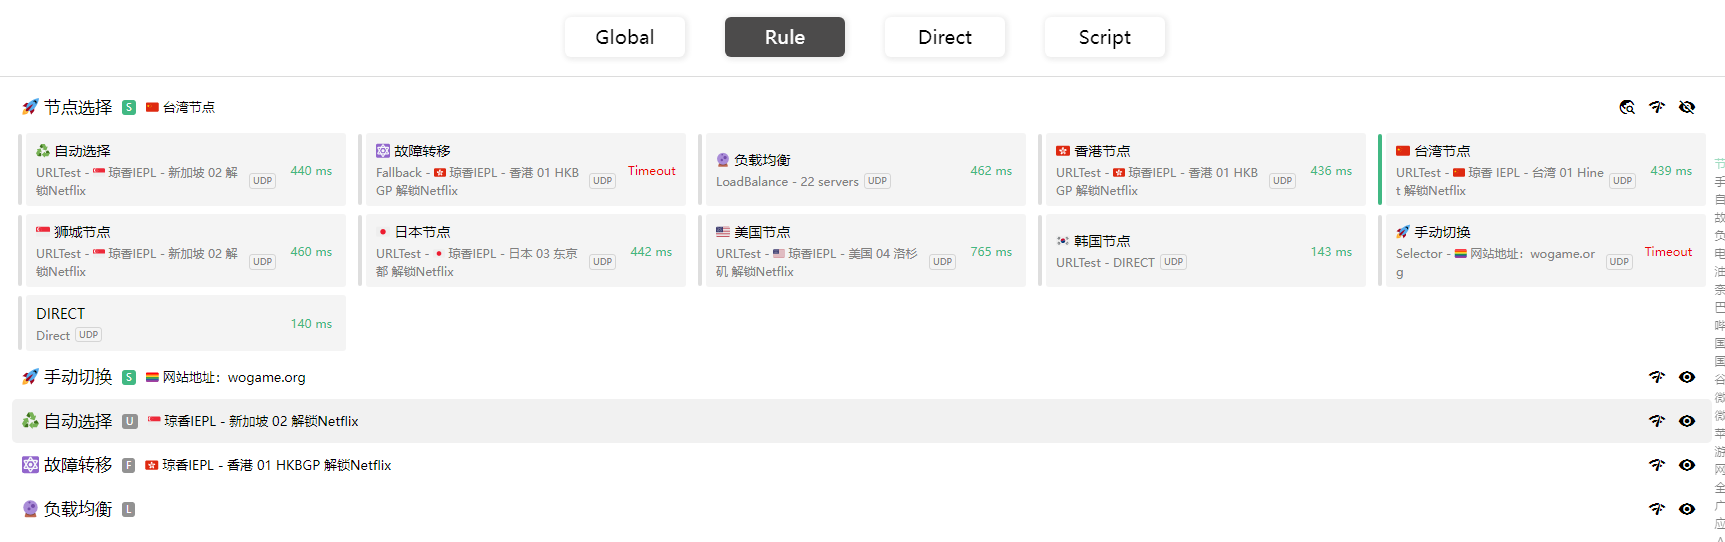 Global
Rule
Direct
Script
节点选择 S 台湾节点
自动选择
URLTest - 琼香IEPL - 新加坡 02 解
锁Netflix
UDP
440 ms
故障转移
Fallback - 琼香IEPL - 香港 01 HKB
GP 解锁Netflix
UDP
Timeout
负载均衡
LoadBalance - 22 servers UDP
462 ms
香港节点
URLTest - 琼香IEPL - 香港 01 HKB
GP 解锁Netflix
UDP
436 ms
台湾节点
URLTest - 琼香 IEPL - 台湾 01 Hine
t 解锁Netflix
UDP
439 ms
狮城节点
URLTest - 琼香IEPL - 新加坡 02 解
锁Netflix
UDP
460 ms
日本节点
URLTest - 琼香IEPL - 日本 03 东京
都 解锁Netflix
UDP
442 ms
美国节点
URLTest - 琼香IEPL - 美国 04 洛杉
矶 解锁Netflix
UDP
765 ms
韩国节点
URLTest - DIRECT UDP
143 ms
手动切换
Selector - 网站地址：wogame.or
g
UDP
Timeout
DIRECT
Direct UDP
140 ms
手动切换 S 网站地址：wogame.org
自动选择 U 琼香IEPL - 新加坡 02 解锁Netflix
故障转移 F 琼香IEPL - 香港 01 HKBGP 解锁Netflix
负载均衡 L
节
手
自
故
负
电
油
奈
巴
哔
国
国
谷
微
微
苹
游
网
全
广
应